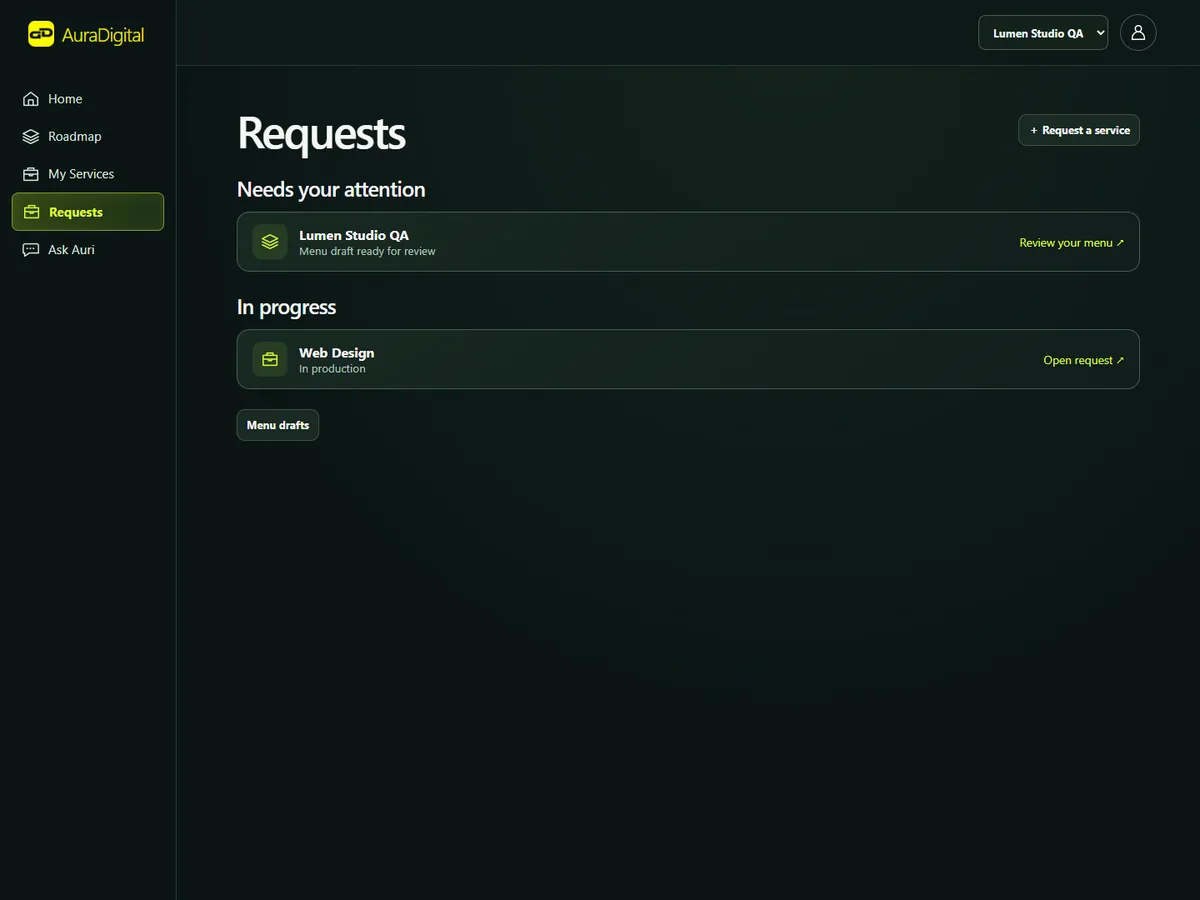 AuraDigital
Lumen Studio QA
Home
Roadmap
My Services
Requests
Ask Auri
Requests
+ Request a service
Needs your attention
Lumen Studio QA
Menu draft ready for review
Review your menu ↗
In progress
Web Design
In production
Open request ↗
Menu drafts